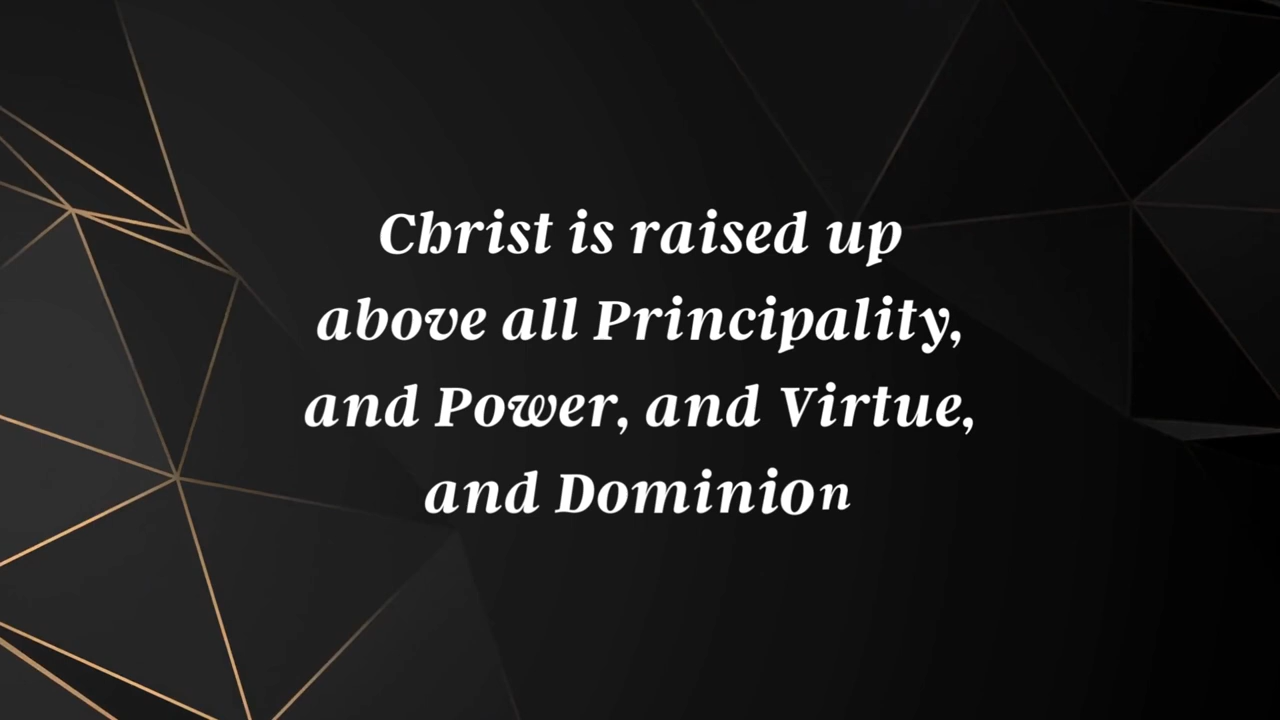 Christ is raised up
above all Principality,
and Power, and Virtue,
and Dominion